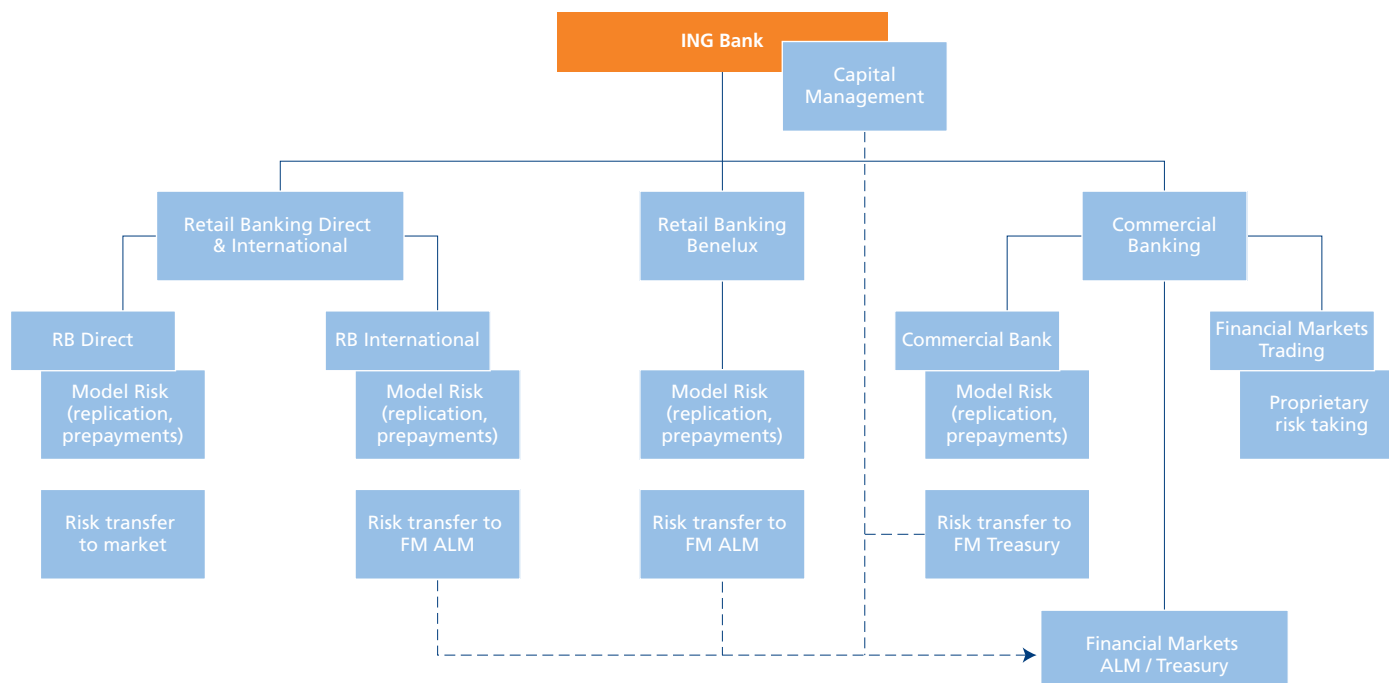 ING Bank
Capital
Management
Retail Banking Direct
& International
Retail Banking
Benelux
Commercial
Banking
RB Direct
RB International
Commercial Bank
Financial Markets
Trading
Model Risk
(replication,
prepayments)
Model Risk
(replication,
prepayments)
Model Risk
(replication,
prepayments)
Model Risk
(replication,
prepayments)
Proprietary
risk taking
Risk transfer
to market
Risk transfer to
FM ALM
Risk transfer to
FM ALM
Risk transfer to
FM Treasury
Financial Markets
ALM / Treasury